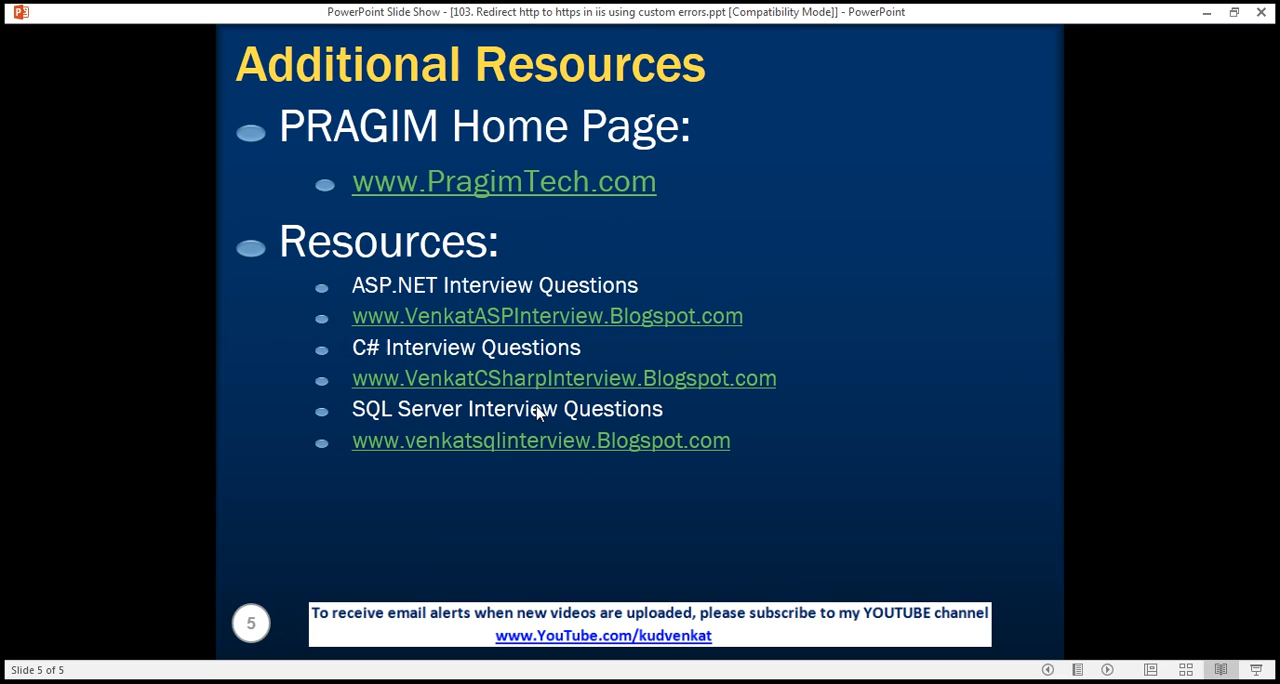 PowerPoint Slide Show - [103. Redirect http to https in iis using custom errors.ppt [Compatibility Mode]] - PowerPoint
Additional Resources
PRAGIM Home Page:
www.PragimTech.com
Resources:
ASP.NET Interview Questions
www.VenkatASPInterview.Blogspot.com
C# Interview Questions
www.VenkatCSharpInterview.Blogspot.com
SQL Server Interview Questions
www.venkatsqlinterview.Blogspot.com
5
To receive email alerts when new videos are uploaded, please subscribe to my YOUTUBE channel
www.YouTube.com/kudvenkat
Slide 5 of 5